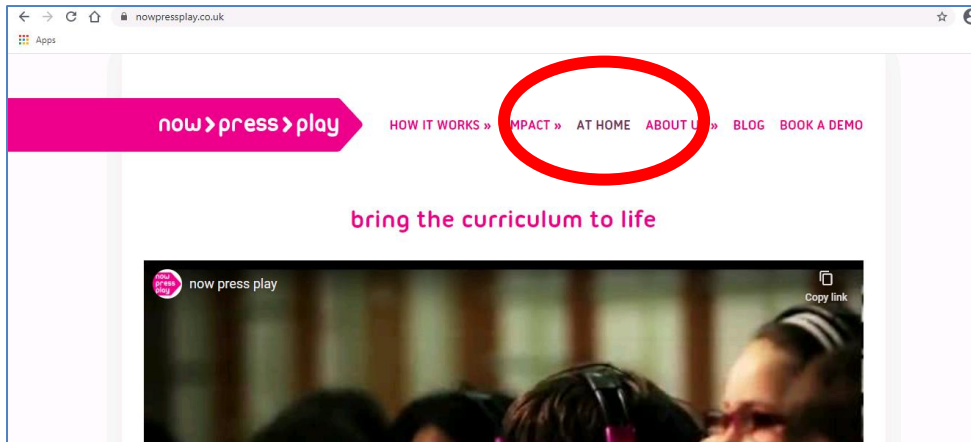 nowpressplay.co.uk
Apps
now>press>play HOW IT WORKS » MPACT » AT HOME ABOUT U » BLOG BOOK A DEMO
bring the curriculum to life
now press play now press play
Copy link